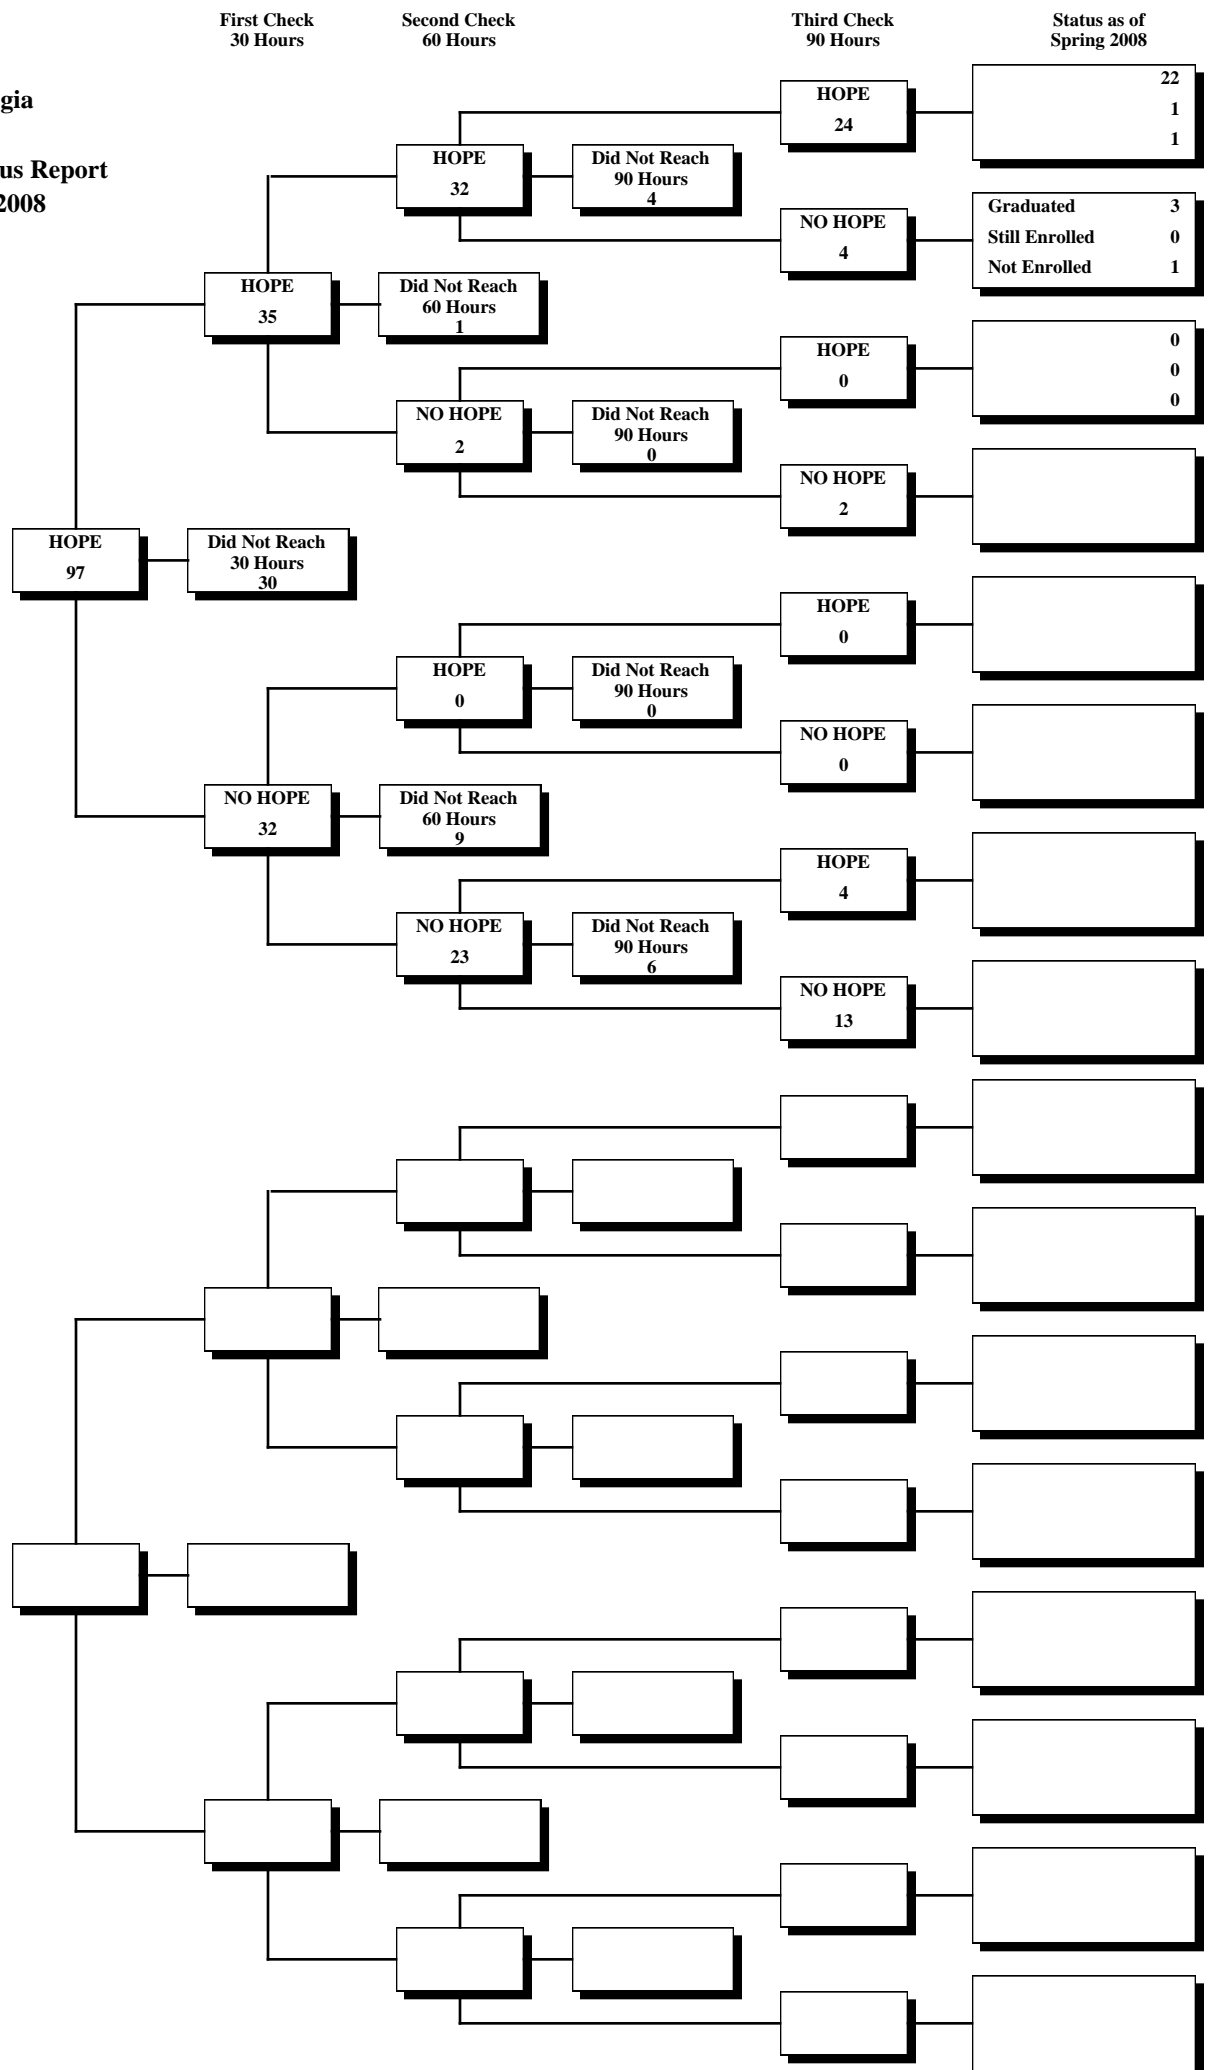 First Check
30 Hours
Second Check
60 Hours
Third Check
90 Hours
Status as of
Spring 2008
gia
us Report
2008
HOPE
24
22
1
1
HOPE
32
Did Not Reach
90 Hours
4
NO HOPE
4
Graduated 3
Still Enrolled 0
Not Enrolled 1
HOPE
35
Did Not Reach
60 Hours
1
HOPE
0
0
0
0
NO HOPE
2
Did Not Reach
90 Hours
0
NO HOPE
2
HOPE
97
Did Not Reach
30 Hours
30
HOPE
0
HOPE
0
Did Not Reach
90 Hours
0
NO HOPE
0
NO HOPE
32
Did Not Reach
60 Hours
9
HOPE
4
NO HOPE
23
Did Not Reach
90 Hours
6
NO HOPE
13